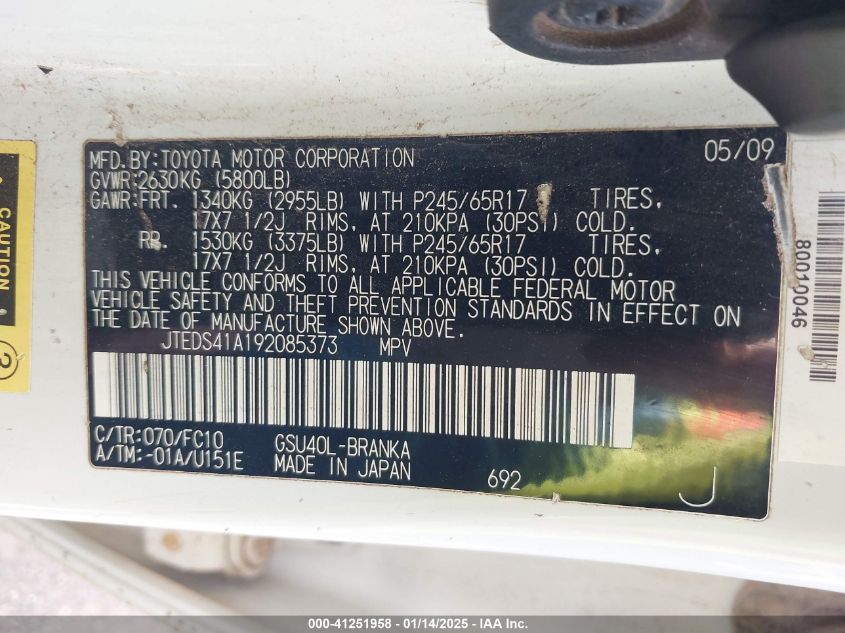 MFD.BY:TOYOTA MOTOR CORPORATION 05/09
GVWR:2630KG (5800LB)
GAWR:FRT. 1340KG (2955LB) WITH P245/65R17 TIRES,
17X7 1/2J RIMS, AT 210KPA (30PSI) COLD.
RR. 1530KG (3375LB) WITH P245/65R17 TIRES,
17X7 1/2J RIMS, AT 210KPA (30PSI) COLD.
THIS VEHICLE CONFORMS TO ALL APPLICABLE FEDERAL MOTOR
VEHICLE SAFETY AND THEFT PREVENTION STANDARDS IN EFFECT ON
THE DATE OF MANUFACTURE SHOWN ABOVE.
JTEDS41A192085373 MPV
C/TR:070/FC10 GSU40L-BRANKA
A/TM:-01A/U151E MADE IN JAPAN 692 J
CAUTION
2
80010046
000-41251958 - 01/14/2025 - IAA Inc.